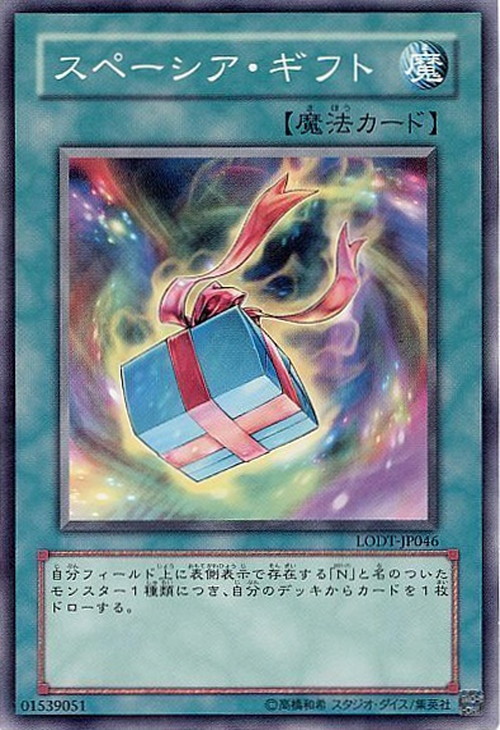 スペーシア・ギフト
魔
【魔法カード】
LODT-JP046
自分フィールド上に表側表示で存在する「N」と名のついた
モンスター1種類につき、自分のデッキからカードを1枚
ドローする。
01539051
©高橋和希 スタジオ・ダイス/集英社